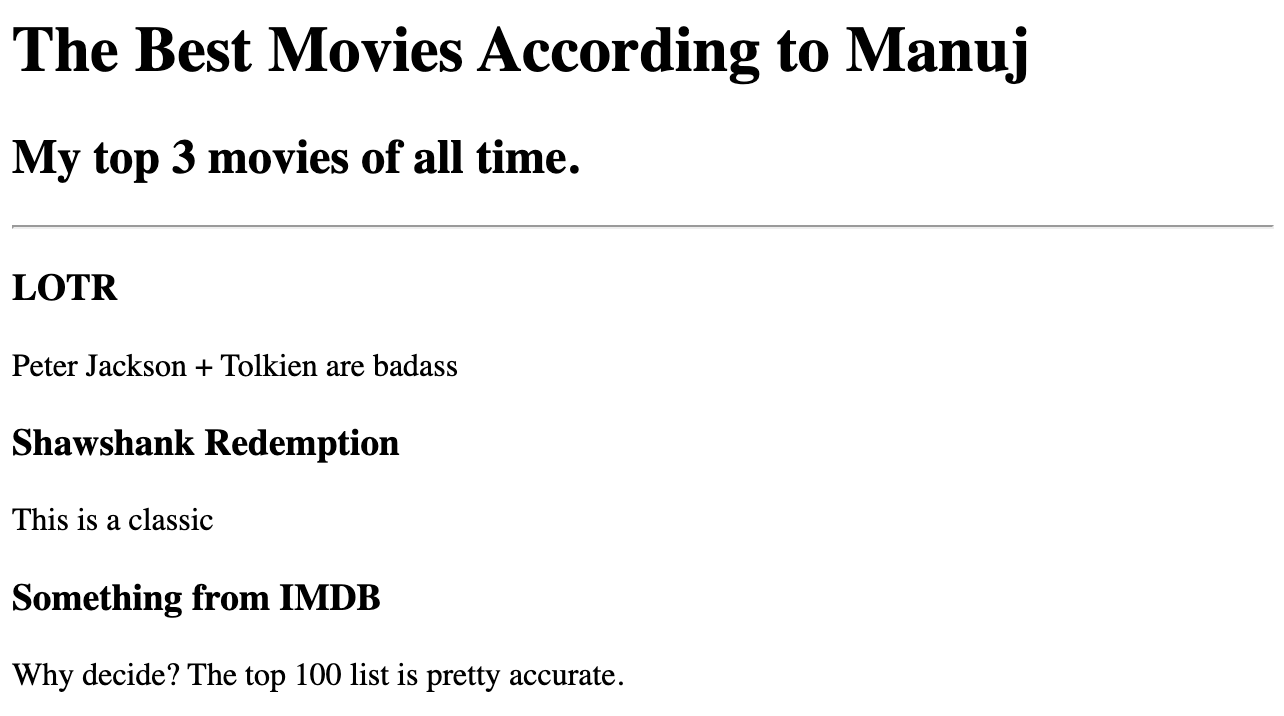 The Best Movies According to Manuj
My top 3 movies of all time.
LOTR
Peter Jackson + Tolkien are badass
Shawshank Redemption
This is a classic
Something from IMDB
Why decide? The top 100 list is pretty accurate.